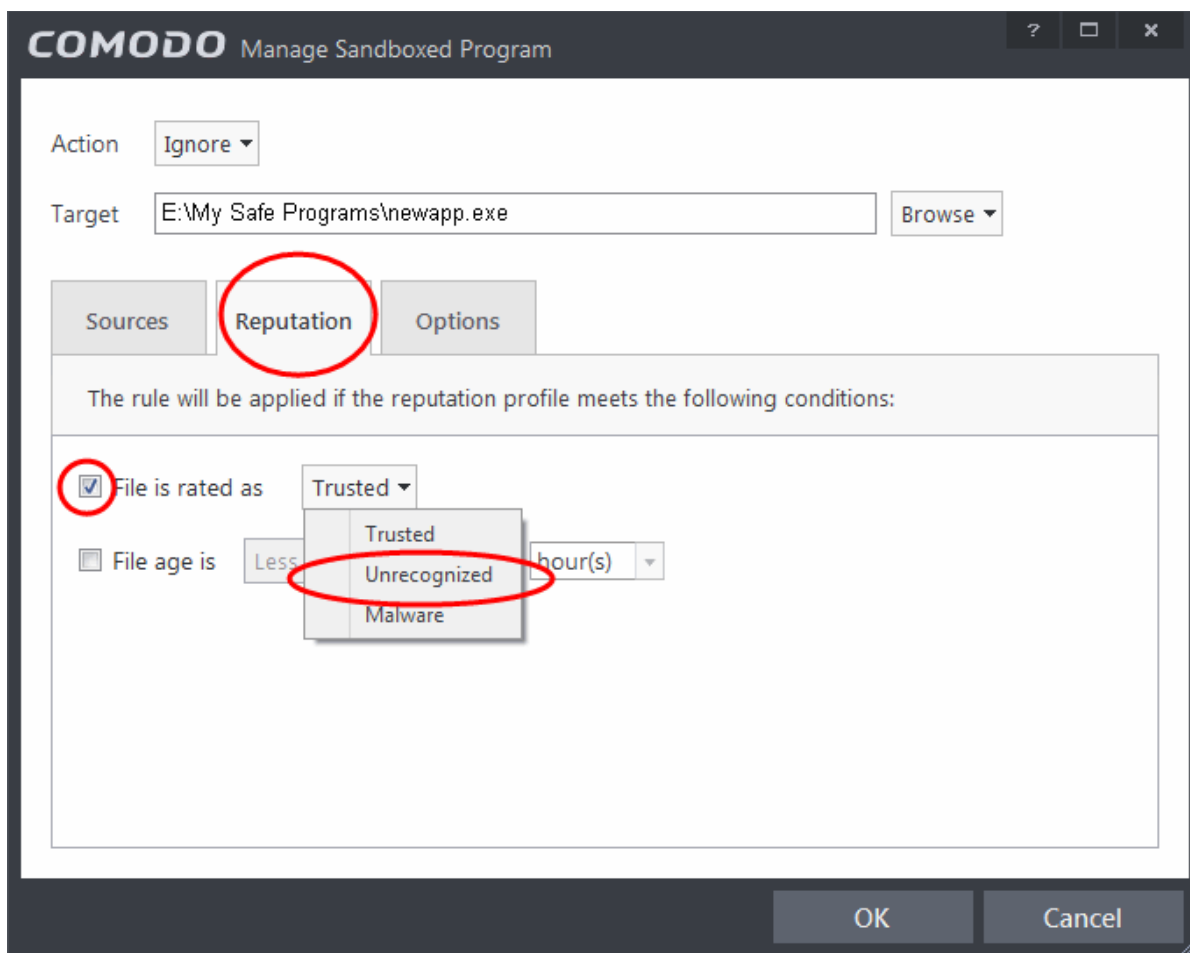 COMODO Manage Sandboxed Program ? ×
Action Ignore
Target E:\My Safe Programs\newapp.exe Browse
Sources Reputation Options
The rule will be applied if the reputation profile meets the following conditions:
File is rated as Trusted
Trusted
File age is Less hour(s)
Unrecognized
Malware
OK Cancel